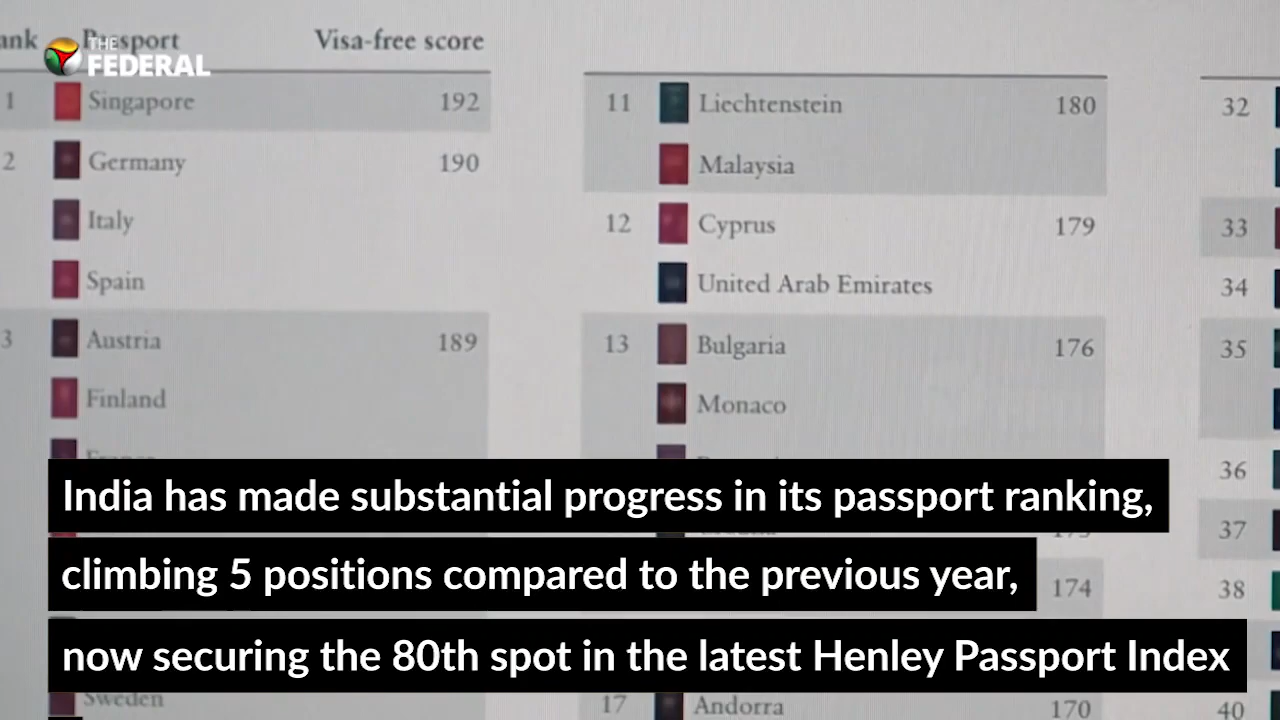 THE
FEDERAL
Passport Visa-free score
1 Singapore 192
2 Germany 190
Italy
Spain
3 Austria 189
Finland
11 Liechtenstein 180
Malaysia
12 Cyprus 179
United Arab Emirates
13 Bulgaria 176
Monaco
174
Sweden
17 Andorra 170
32
33
34
35
36
37
38
40
India has made substantial progress in its passport ranking,
climbing 5 positions compared to the previous year,
now securing the 80th spot in the latest Henley Passport Index